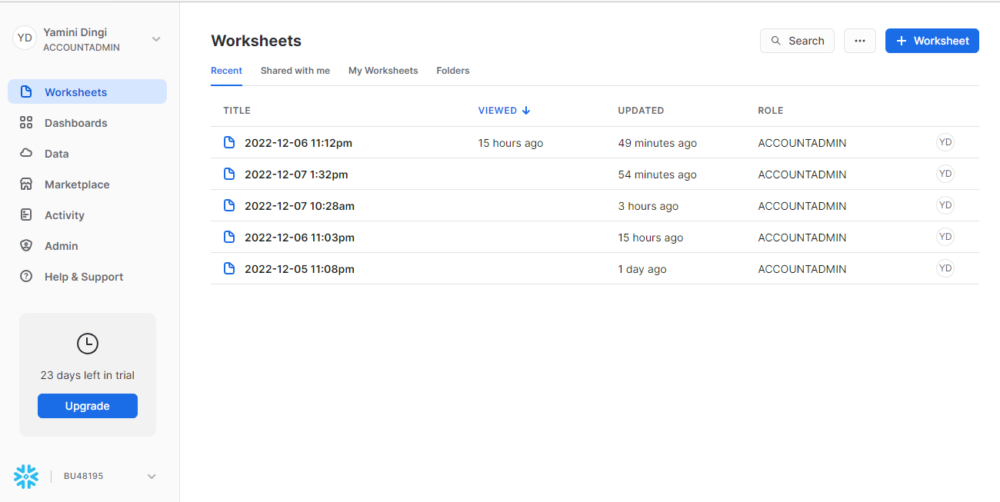 YD
Yamini Dingi
ACCOUNTADMIN
Worksheets
Dashboards
Data
Marketplace
Activity
Admin
Help & Support
23 days left in trial
Upgrade
BU48195
Worksheets
Search
Worksheet
Recent Shared with me My Worksheets Folders
TITLE VIEWED UPDATED ROLE
2022-12-06 11:12pm 15 hours ago 49 minutes ago ACCOUNTADMIN YD
2022-12-07 1:32pm 54 minutes ago ACCOUNTADMIN YD
2022-12-07 10:28am 3 hours ago ACCOUNTADMIN YD
2022-12-06 11:03pm 15 hours ago ACCOUNTADMIN YD
2022-12-05 11:08pm 1 day ago ACCOUNTADMIN YD